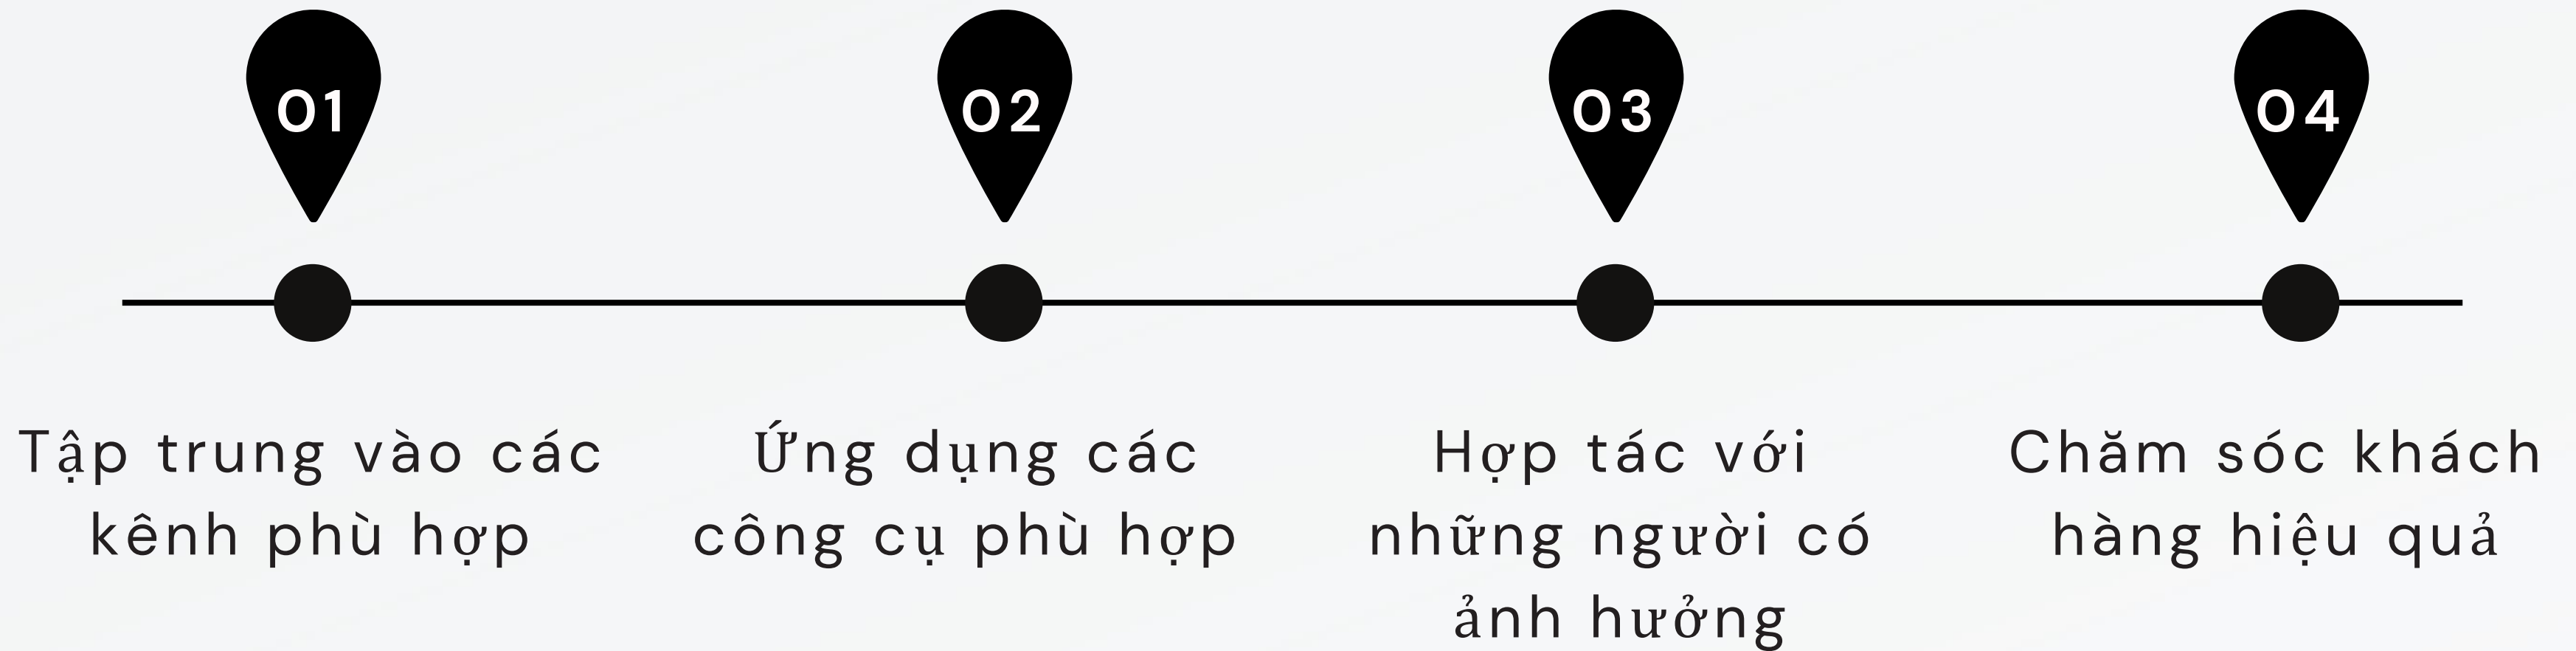 01
02
03
04
Tập trung vào các
kênh phù hợp
Ứng dụng các
công cụ phù hợp
Hợp tác với
những người có
ảnh hưởng
Chăm sóc khách
hàng hiệu quả